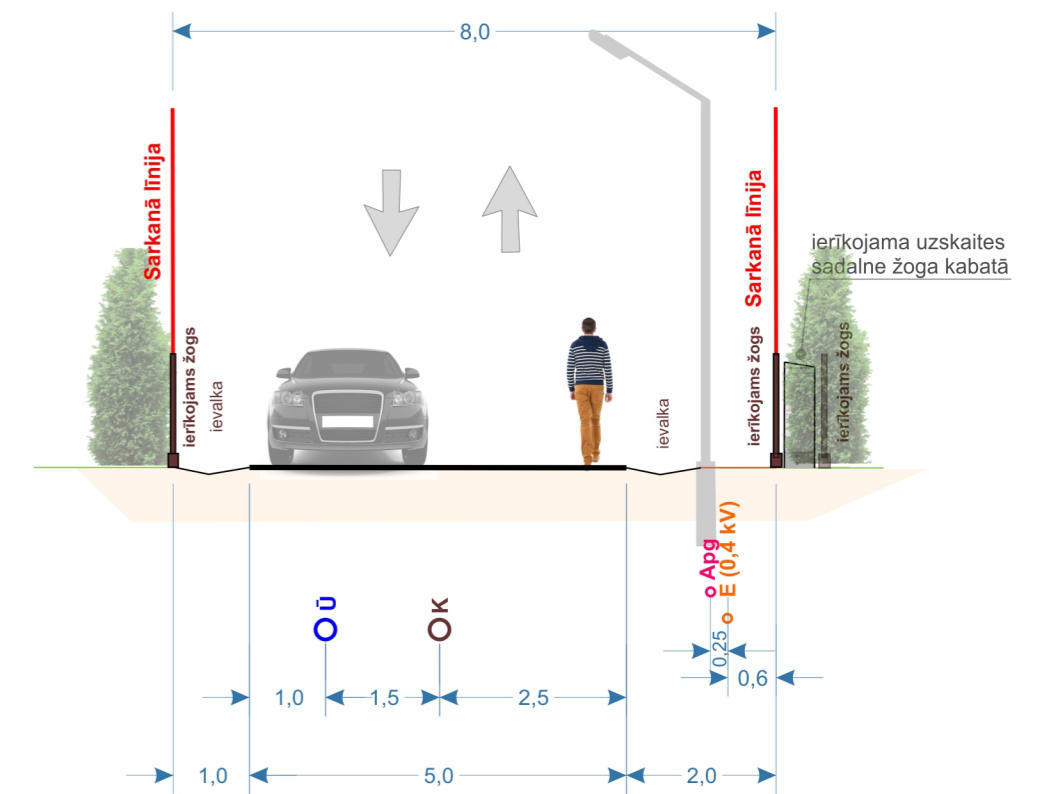 8,0
Sarkanā līnija
Sarkanā līnija
ierīkojama uzskaites
sadalne žoga kabatā
ierīkojams žogs
ievalka
ievalka
ierīkojams žogs
ierīkojams žogs
Apg
E (0,4 kV)
Ū
K
0,25
0,6
1,0
1,5
2,5
1,0
5,0
2,0